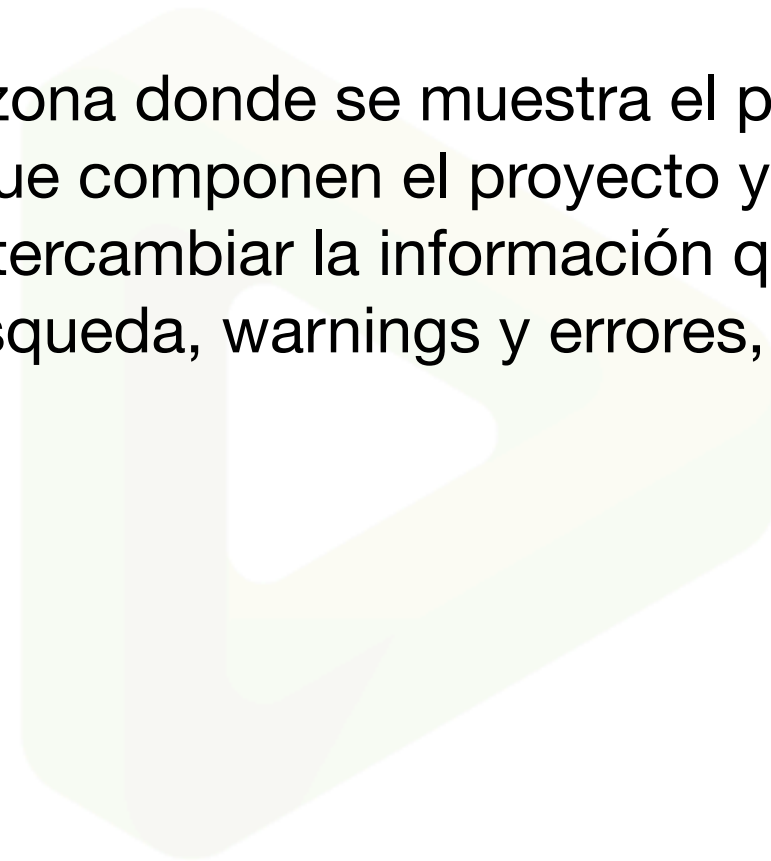 zona donde se muestra el p
ue componen el proyecto y
tercambiar la información q
squeda, warnings y errores,